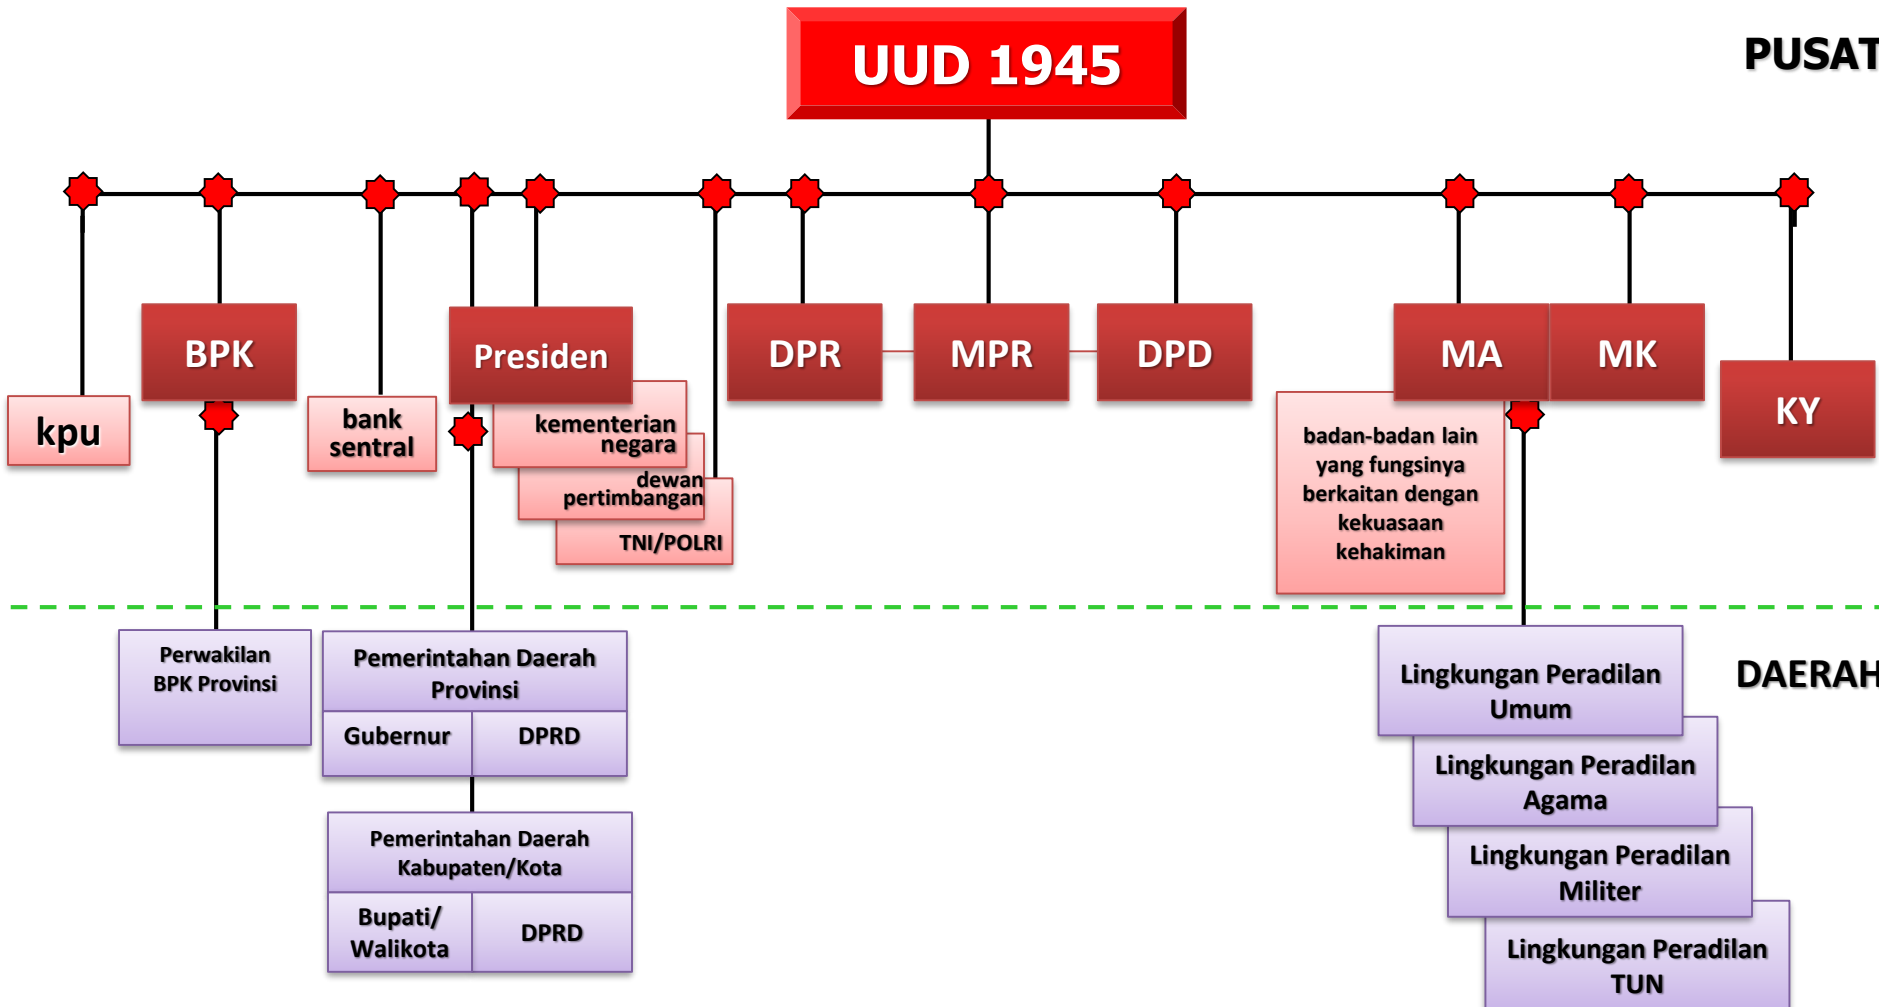 UUD 1945
PUSAT
BPK
Presiden
DPR
MPR
DPD
MA
MK
KY
kpu
bank
sentral
kementerian
negara
dewan
pertimbangan
TNI/POLRI
badan-badan lain
yang fungsinya
berkaitan dengan
kekuasaan
kehakiman
DAERAH
Perwakilan
BPK Provinsi
Pemerintahan Daerah
Provinsi
Gubernur
DPRD
Pemerintahan Daerah
Kabupaten/Kota
Bupati/
Walikota
DPRD
Lingkungan Peradilan
Umum
Lingkungan Peradilan
Agama
Lingkungan Peradilan
Militer
Lingkungan Peradilan
TUN